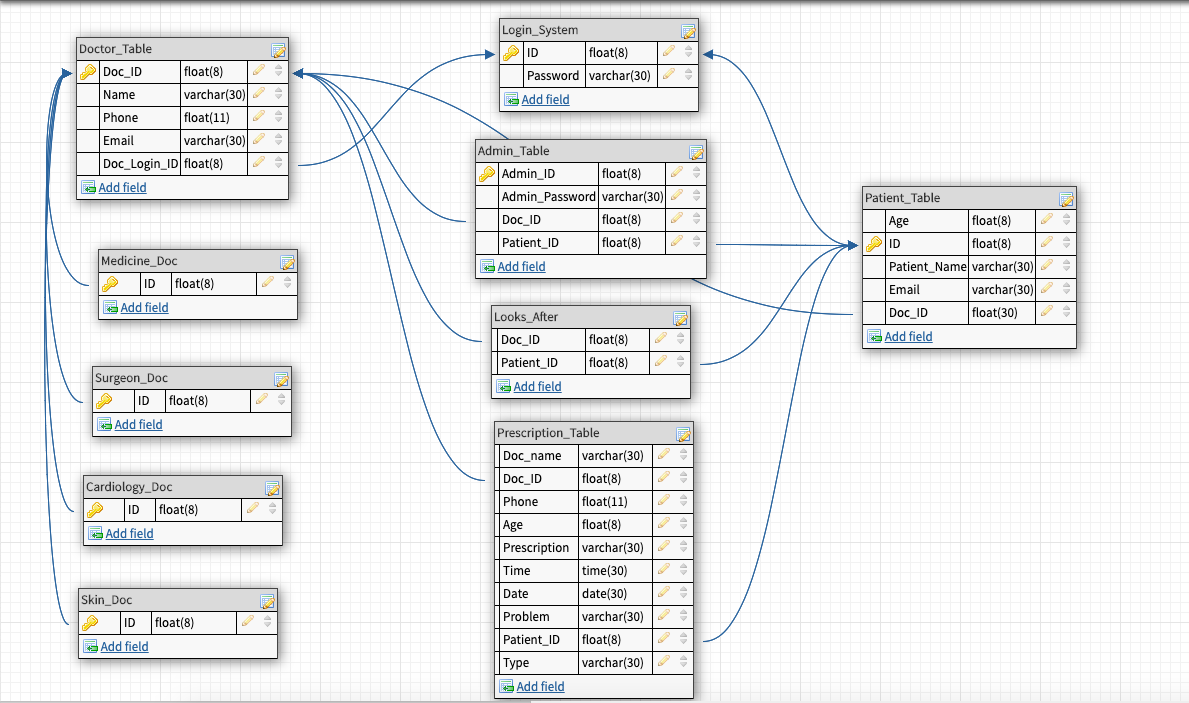 Doctor_Table
Doc_ID float(8)
Name varchar(30)
Phone float(11)
Email varchar(30)
Doc_Login_ID float(8)
Add field
Medicine_Doc
ID float(8)
Add field
Surgeon_Doc
ID float(8)
Add field
Cardiology_Doc
ID float(8)
Add field
Skin_Doc
ID float(8)
Add field
Login_System
ID float(8)
Password varchar(30)
Add field
Admin_Table
Admin_ID float(8)
Admin_Password varchar(30)
Doc_ID float(8)
Patient_ID float(8)
Add field
Looks_After
Doc_ID float(8)
Patient_ID float(8)
Add field
Prescription_Table
Doc_name varchar(30)
Doc_ID float(8)
Phone float(11)
Age float(8)
Prescription varchar(30)
Time time(30)
Date date(30)
Problem varchar(30)
Patient_ID float(8)
Type varchar(30)
Add field
Patient_Table
Age float(8)
ID float(8)
Patient_Name varchar(30)
Email varchar(30)
Doc_ID float(30)
Add field